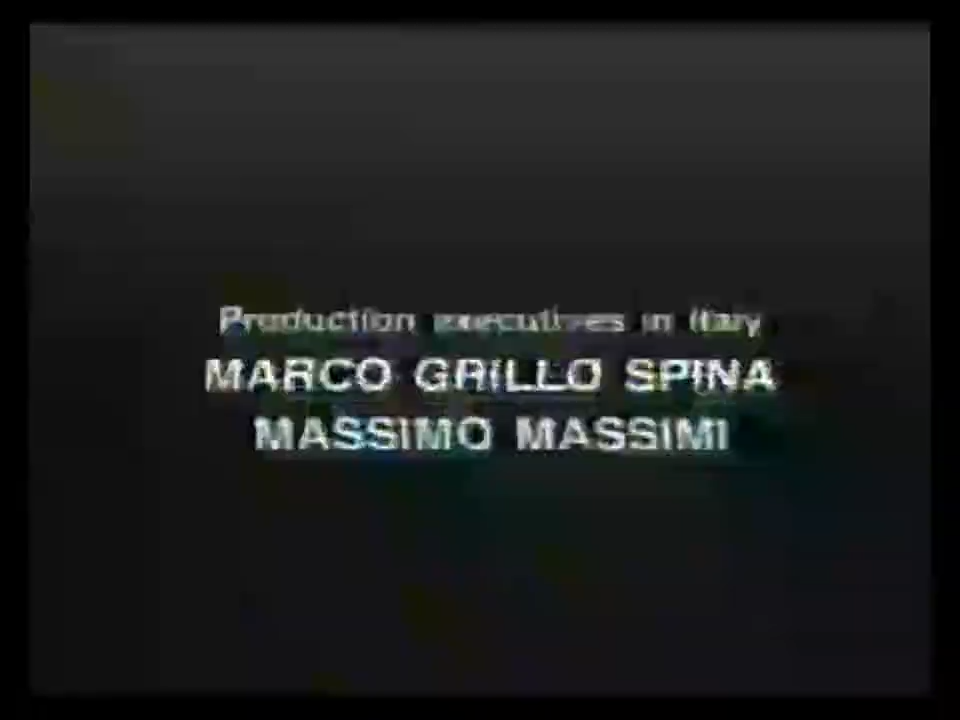 Production executives in Italy
MARCO GRILLO SPINA
MASSIMO MASSIMI